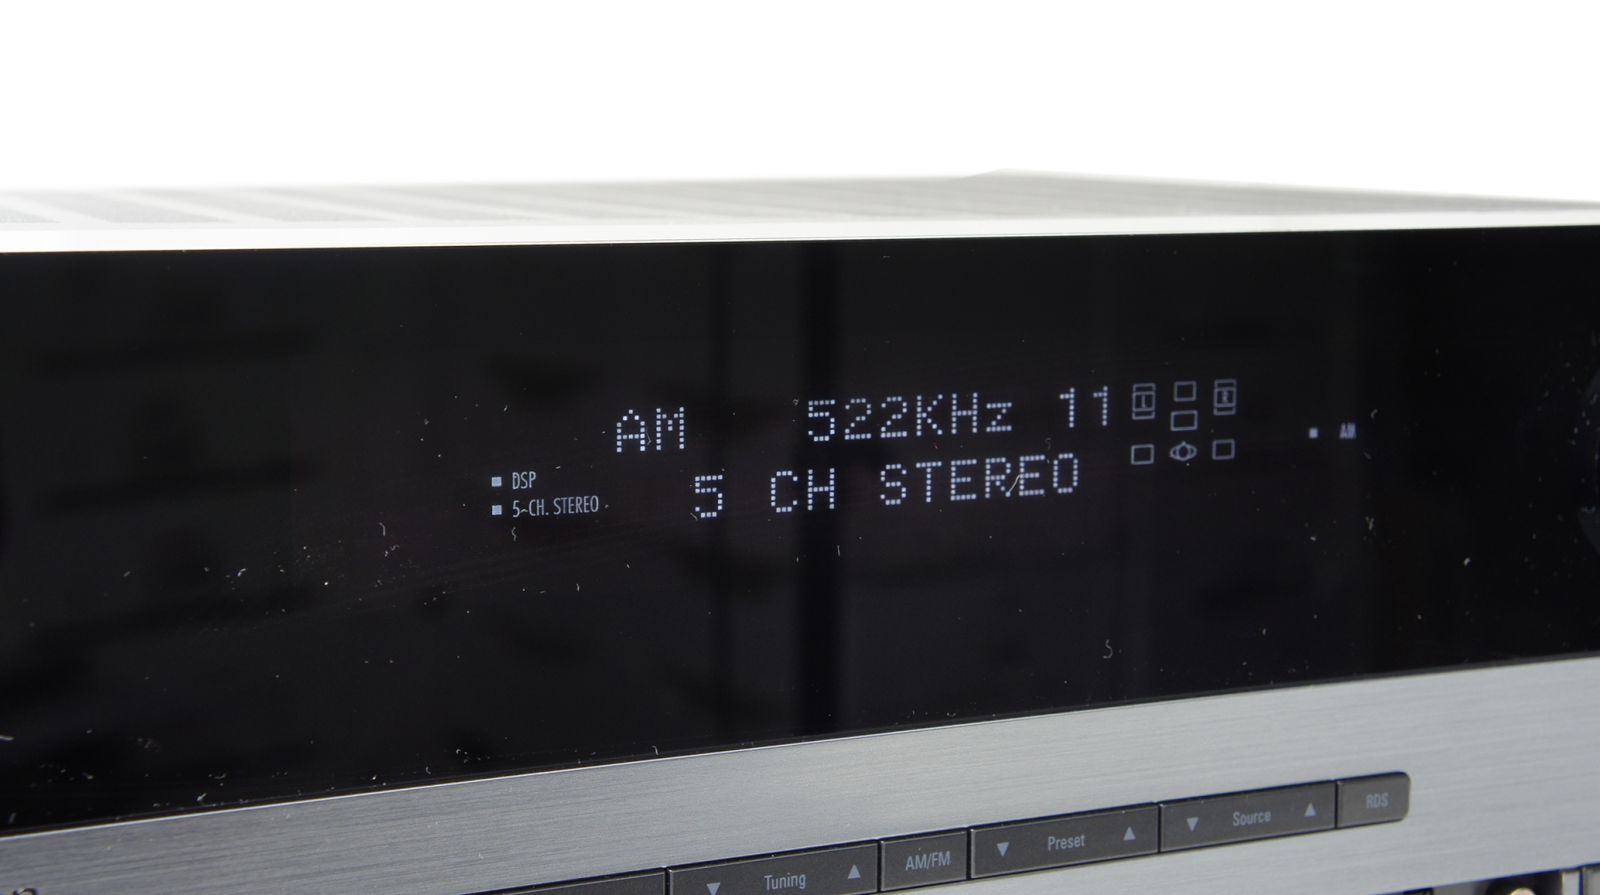 AM 522KHz 11
5 CH STEREO
DSP
5-CH. STEREO
L R
AM
Tuning
AM/FM
Preset
Source
RDS